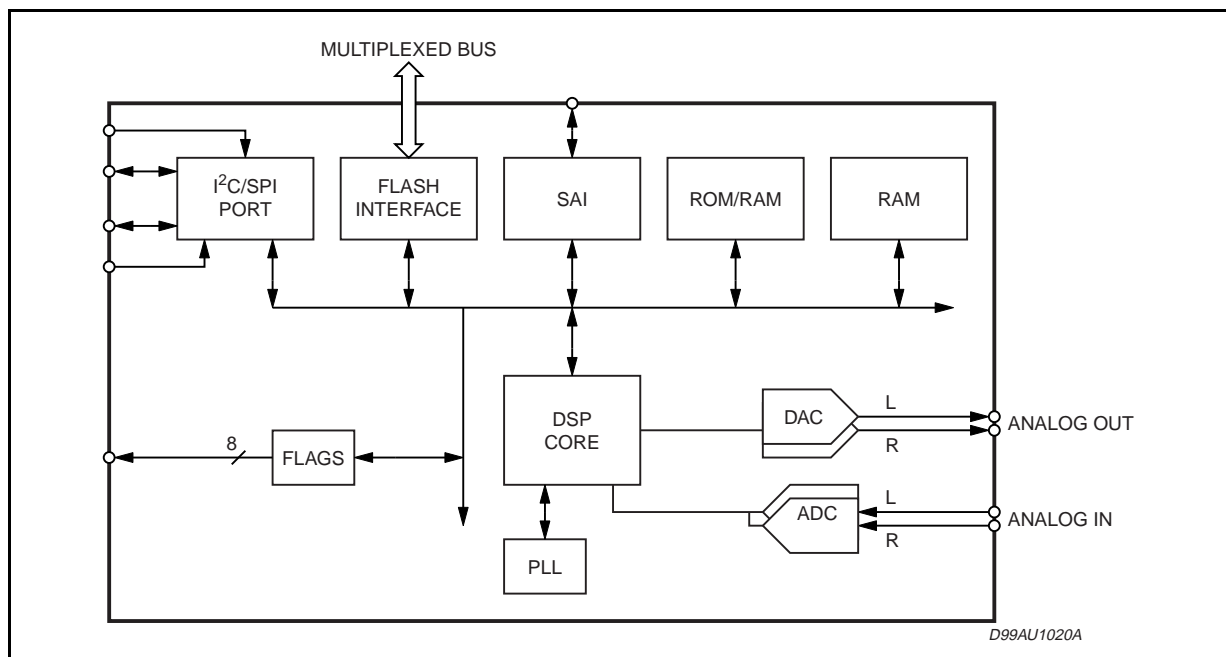 MULTIPLEXED BUS
I²C/SPI
PORT
FLASH
INTERFACE
SAI
ROM/RAM
RAM
DSP
CORE
DAC
L
R
ANALOG OUT
8
FLAGS
ADC
L
R
ANALOG IN
PLL
D99AU1020A